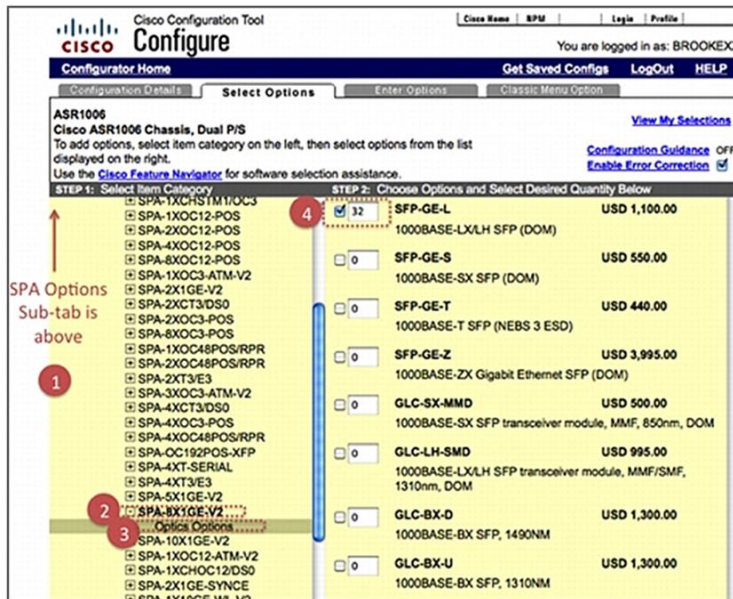 Cisco Configuration Tool
Cisco Home NPM Login Profile
CISCO Configure
You are logged in as: BROOKEX
Configurator Home Get Saved Configs LogOut HELP
Configuration Details Select Options Enter Options Classic Menu Option
ASR1006
Cisco ASR1006 Chassis, Dual P/S
To add options, select item category on the left, then select options from the list
displayed on the right.
Use the Cisco Feature Navigator for software selection assistance.
View My Selections
Configuration Guidance OFF
Enable Error Correction
STEP 1: Select Item Category
STEP 2: Choose Options and Select Desired Quantity Below
SPA Options
Sub-tab is
above
1
SPA-1XCHSTM1/OC3
SPA-1XOC12-POS
SPA-2XOC12-POS
SPA-4XOC12-POS
SPA-8XOC12-POS
SPA-1XOC3-ATM-V2
SPA-2X1GE-V2
SPA-2XCT3/DS0
SPA-2XOC3-POS
SPA-8XOC3-POS
SPA-1XOC48POS/RPR
SPA-2XOC48POS/RPR
SPA-2XT3/E3
SPA-3XOC3-ATM-V2
SPA-4XCT3/DS0
SPA-4XOC3-POS
SPA-4XOC48POS/RPR
SPA-OC192POS-XFP
SPA-4XT-SERIAL
SPA-4XT3/E3
SPA-5X1GE-V2
2 SPA-8X1GE-V2
3 Optics Options
SPA-10X1GE-V2
SPA-1XOC12-ATM-V2
SPA-1XCHOC12/DS0
SPA-2X1GE-SYNCE
4 32 SFP-GE-L USD 1,100.00
1000BASE-LX/LH SFP (DOM)
0 SFP-GE-S USD 550.00
1000BASE-SX SFP (DOM)
0 SFP-GE-T USD 440.00
1000BASE-T SFP (NEBS 3 ESD)
0 SFP-GE-Z USD 3,995.00
1000BASE-ZX Gigabit Ethernet SFP (DOM)
0 GLC-SX-MMD USD 500.00
1000BASE-SX SFP transceiver module, MMF, 850nm, DOM
0 GLC-LH-SMD USD 995.00
1000BASE-LX/LH SFP transceiver module, MMF/SMF,
1310nm, DOM
0 GLC-BX-D USD 1,300.00
1000BASE-BX SFP, 1490NM
0 GLC-BX-U USD 1,300.00
1000BASE-BX SFP, 1310NM